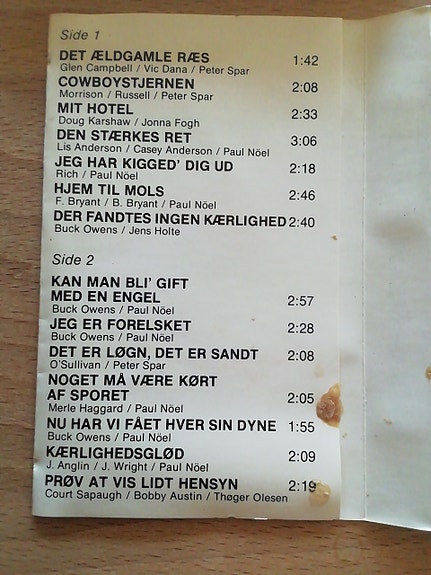 Side 1
DET ÆLDGAMLE RÆS 1:42
Glen Campbell / Vic Dana / Peter Spar
COWBOYSTJERNEN 2:08
Morrison / Russell / Peter Spar
MIT HOTEL 2:33
Doug Karshaw / Jonna Fogh
DEN STÆRKES RET 3:06
Lis Anderson / Casey Anderson / Paul Nöel
JEG HAR KIGGED' DIG UD 2:18
Rich / Paul Nöel
HJEM TIL MOLS 2:46
F. Bryant / B. Bryant / Paul Nöel
DER FANDTES INGEN KÆRLIGHED 2:40
Buck Owens / Jens Holte
Side 2
KAN MAN BLI' GIFT
MED EN ENGEL 2:57
Buck Owens / Paul Nöel
JEG ER FORELSKET 2:28
Buck Owens / Paul Nöel
DET ER LØGN, DET ER SANDT 2:08
O'Sullivan / Peter Spar
NOGET MÅ VÆRE KØRT
AF SPORET 2:05
Merle Haggard / Paul Nöel
NU HAR VI FÅET HVER SIN DYNE 1:55
Buck Owens / Paul Nöel
KÆRLIGHEDSGLØD 2:09
J. Anglin / J. Wright / Paul Nöel
PRØV AT VIS LIDT HENSYN 2:19
Court Sapaugh / Bobby Austin / Thøger Olesen